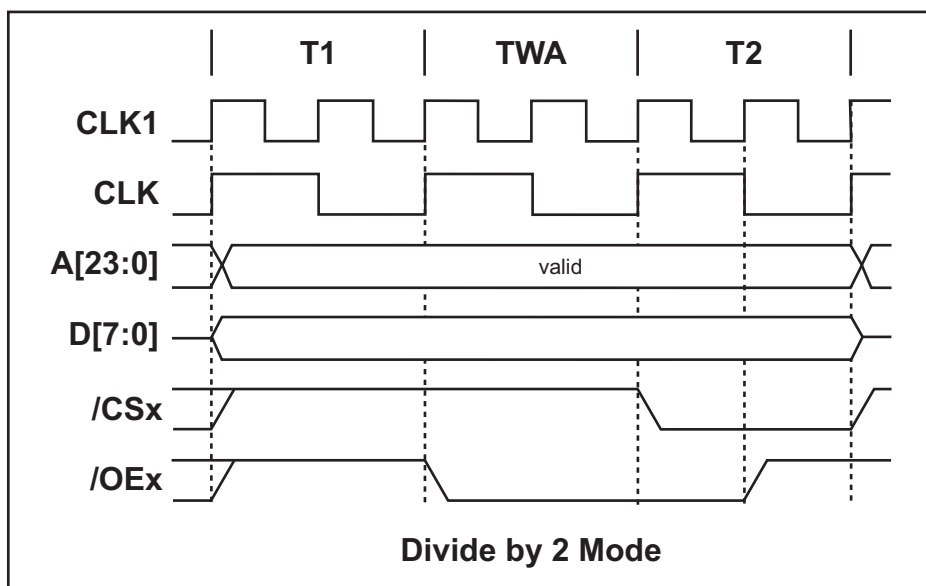 T1 TWA T2
CLK1
CLK
A[23:0] valid
D[7:0]
/CSx
/OEx
Divide by 2 Mode